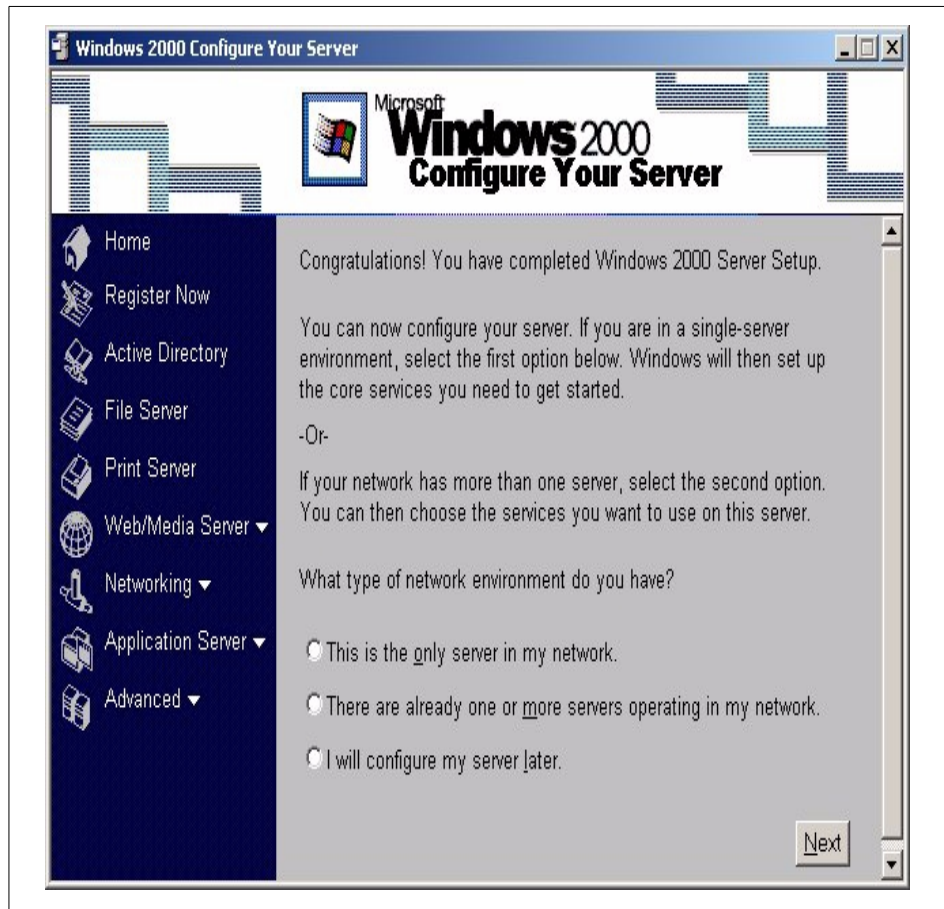 Windows 2000 Configure Your Server
Microsoft
Windows 2000
Configure Your Server
Home
Register Now
Active Directory
File Server
Print Server
Web/Media Server
Networking
Application Server
Advanced
Congratulations! You have completed Windows 2000 Server Setup.
You can now configure your server. If you are in a single-server
environment, select the first option below. Windows will then set up
the core services you need to get started.
-Or-
If your network has more than one server, select the second option.
You can then choose the services you want to use on this server.
What type of network environment do you have?
This is the only server in my network.
There are already one or more servers operating in my network.
I will configure my server later.
Next